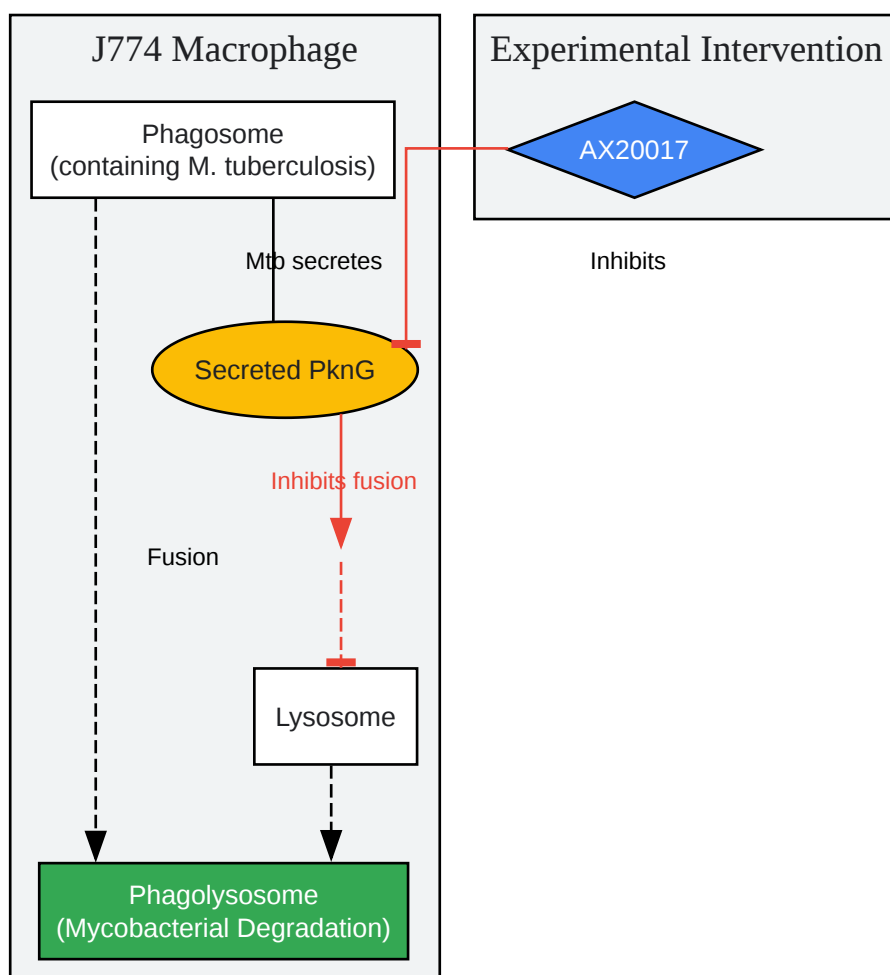 J774 Macrophage
Experimental Intervention
Phagosome
(containing M. tuberculosis)
AX20017
Mtb secretes
Inhibits
Secreted PknG
Inhibits fusion
Fusion
Lysosome
Phagolysosome
(Mycobacterial Degradation)